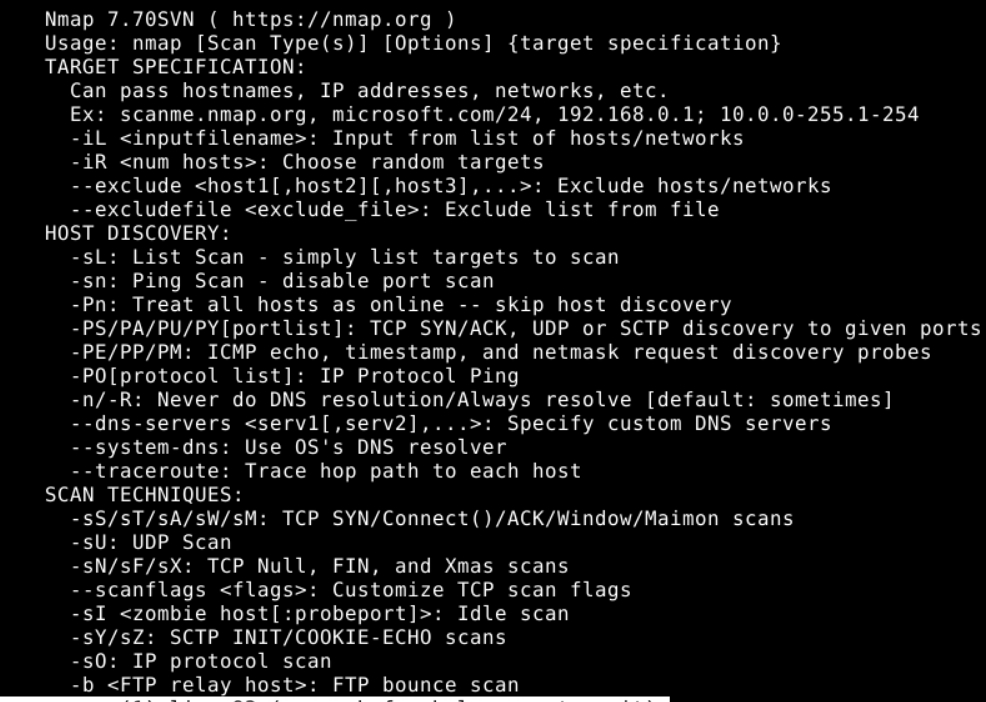 Nmap 7.70SVN ( https://nmap.org )
Usage: nmap [Scan Type(s)] [Options] {target specification}
TARGET SPECIFICATION:
  Can pass hostnames, IP addresses, networks, etc.
  Ex: scanme.nmap.org, microsoft.com/24, 192.168.0.1; 10.0.0-255.1-254
  -iL <inputfilename>: Input from list of hosts/networks
  -iR <num hosts>: Choose random targets
  --exclude <host1[,host2][,host3],...>: Exclude hosts/networks
  --excludefile <exclude_file>: Exclude list from file
HOST DISCOVERY:
  -sL: List Scan - simply list targets to scan
  -sn: Ping Scan - disable port scan
  -Pn: Treat all hosts as online -- skip host discovery
  -PS/PA/PU/PY[portlist]: TCP SYN/ACK, UDP or SCTP discovery to given ports
  -PE/PP/PM: ICMP echo, timestamp, and netmask request discovery probes
  -PO[protocol list]: IP Protocol Ping
  -n/-R: Never do DNS resolution/Always resolve [default: sometimes]
  --dns-servers <serv1[,serv2],...>: Specify custom DNS servers
  --system-dns: Use OS's DNS resolver
  --traceroute: Trace hop path to each host
SCAN TECHNIQUES:
  -sS/sT/sA/sW/sM: TCP SYN/Connect()/ACK/Window/Maimon scans
  -sU: UDP Scan
  -sN/sF/sX: TCP Null, FIN, and Xmas scans
  --scanflags <flags>: Customize TCP scan flags
  -sI <zombie host[:probeport]>: Idle scan
  -sY/sZ: SCTP INIT/COOKIE-ECHO scans
  -sO: IP protocol scan
  -b <FTP relay host>: FTP bounce scan